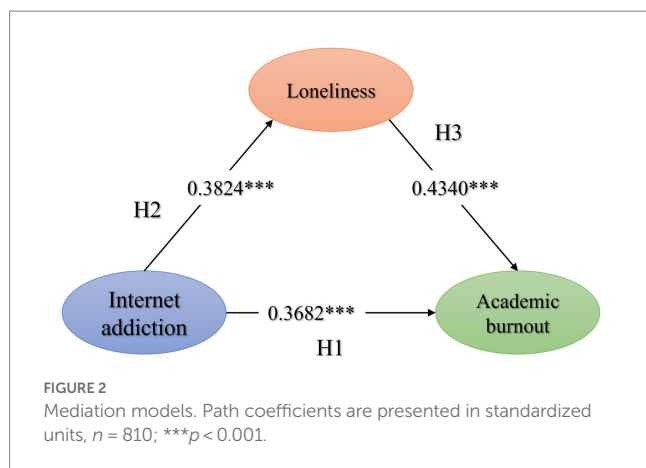 Loneliness
H3
0.3824***
0.4340***
H2
Internet
addiction
0.3682***
Academic
burnout
H1
FIGURE 2
Mediation models. Path coefficients are presented in standardized
units, n = 810; ***p < 0.001.